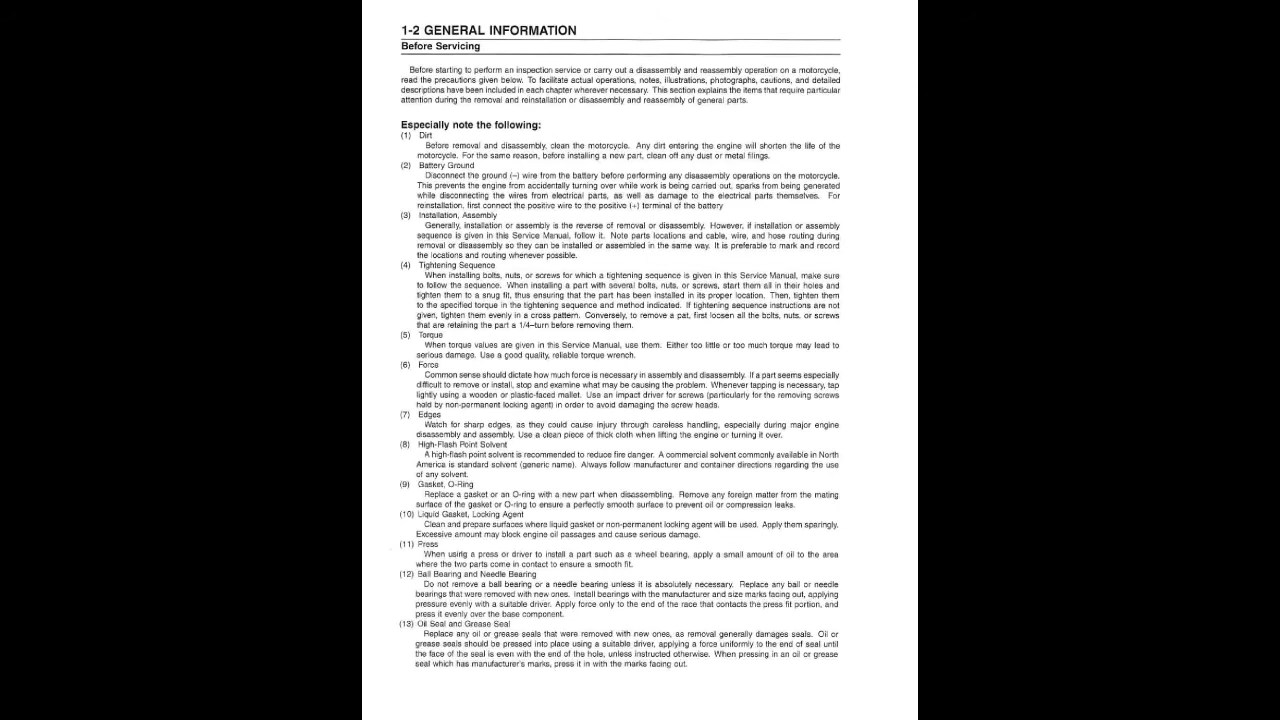 1-2 GENERAL INFORMATION
Before Servicing
Before starting to perform an inspection service or carry out a disassembly and reassembly operation on a motorcycle,
read the precautions given below. To facilitate actual operations, notes, illustrations, photographs, cautions, and detailed
descriptions have been included in each chapter wherever necessary. This section explains the items that require particular
attention during the removal and reinstallation or disassembly and reassembly of general parts.
Especially note the following:
(1) Dirt
Before removal and disassembly, clean the motorcycle. Any dirt entering the engine will shorten the life of the
motorcycle. For the same reason, before installing a new part, clean off any dust or metal filings.
(2) Battery Ground
Disconnect the ground (–) wire from the battery before performing any disassembly operations on the motorcycle.
This prevents the engine from accidentally turning over while work is being carried out, sparks from being generated
while disconnecting the wires from electrical parts, as well as damage to the electrical parts themselves. For
reinstallation, first connect the positive wire to the positive (+) terminal of the battery
(3) Installation, Assembly
Generally, installation or assembly is the reverse of removal or disassembly. However, if installation or assembly
sequence is given in this Service Manual, follow it. Note parts locations and cable, wire, and hose routing during
removal or disassembly so they can be installed or assembled in the same way. It is preferable to mark and record
the locations and routing whenever possible.
(4) Tightening Sequence
When installing bolts, nuts, or screws for which a tightening sequence is given in this Service Manual, make sure
to follow the sequence. When installing a part with several bolts, nuts, or screws, start them all in their holes and
tighten them to a snug fit, thus ensuring that the part has been installed in its proper location. Then, tighten them
to the specified torque in the tightening sequence and method indicated. If tightening sequence instructions are not
given, tighten them evenly in a cross pattern. Conversely, to remove a pat, first loosen all the bolts, nuts, or screws
that are retaining the part a 1/4–turn before removing them.
(5) Torque
When torque values are given in this Service Manual, use them. Either too little or too much torque may lead to
serious damage. Use a good quality, reliable torque wrench.
(6) Force
Common sense should dictate how much force is necessary in assembly and disassembly. If a part seems especially
difficult to remove or install, stop and examine what may be causing the problem. Whenever tapping is necessary, tap
lightly using a wooden or plastic-faced mallet. Use an impact driver for screws (particularly for the removing screws
held by non-permanent locking agent) in order to avoid damaging the screw heads.
(7) Edges
Watch for sharp edges, as they could cause injury through careless handling, especially during major engine
disassembly and assembly. Use a clean piece of thick cloth when lifting the engine or turning it over.
(8) High-Flash Point Solvent
A high-flash point solvent is recommended to reduce fire danger. A commercial solvent commonly available in North
America is standard solvent (generic name). Always follow manufacturer and container directions regarding the use
of any solvent.
(9) Gasket, O-Ring
Replace a gasket or an O-ring with a new part when disassembling. Remove any foreign matter from the mating
surface of the gasket or O-ring to ensure a perfectly smooth surface to prevent oil or compression leaks.
(10) Liquid Gasket, Locking Agent
Clean and prepare surfaces where liquid gasket or non-permanent locking agent will be used. Apply them sparingly.
Excessive amount may block engine oil passages and cause serious damage.
(11) Press
When using a press or driver to install a part such as a wheel bearing, apply a small amount of oil to the area
where the two parts come in contact to ensure a smooth fit.
(12) Ball Bearing and Needle Bearing
Do not remove a ball bearing or a needle bearing unless it is absolutely necessary. Replace any ball or needle
bearings that were removed with new ones. Install bearings with the manufacturer and size marks facing out, applying
pressure evenly with a suitable driver. Apply force only to the end of the race that contacts the press fit portion, and
press it evenly over the base component.
(13) Oil Seal and Grease Seal
Replace any oil or grease seals that were removed with new ones, as removal generally damages seals. Oil or
grease seals should be pressed into place using a suitable driver, applying a force uniformly to the end of seal until
the face of the seal is even with the end of the hole, unless instructed otherwise. When pressing in an oil or grease
seal which has manufacturer's marks, press it in with the marks facing out.